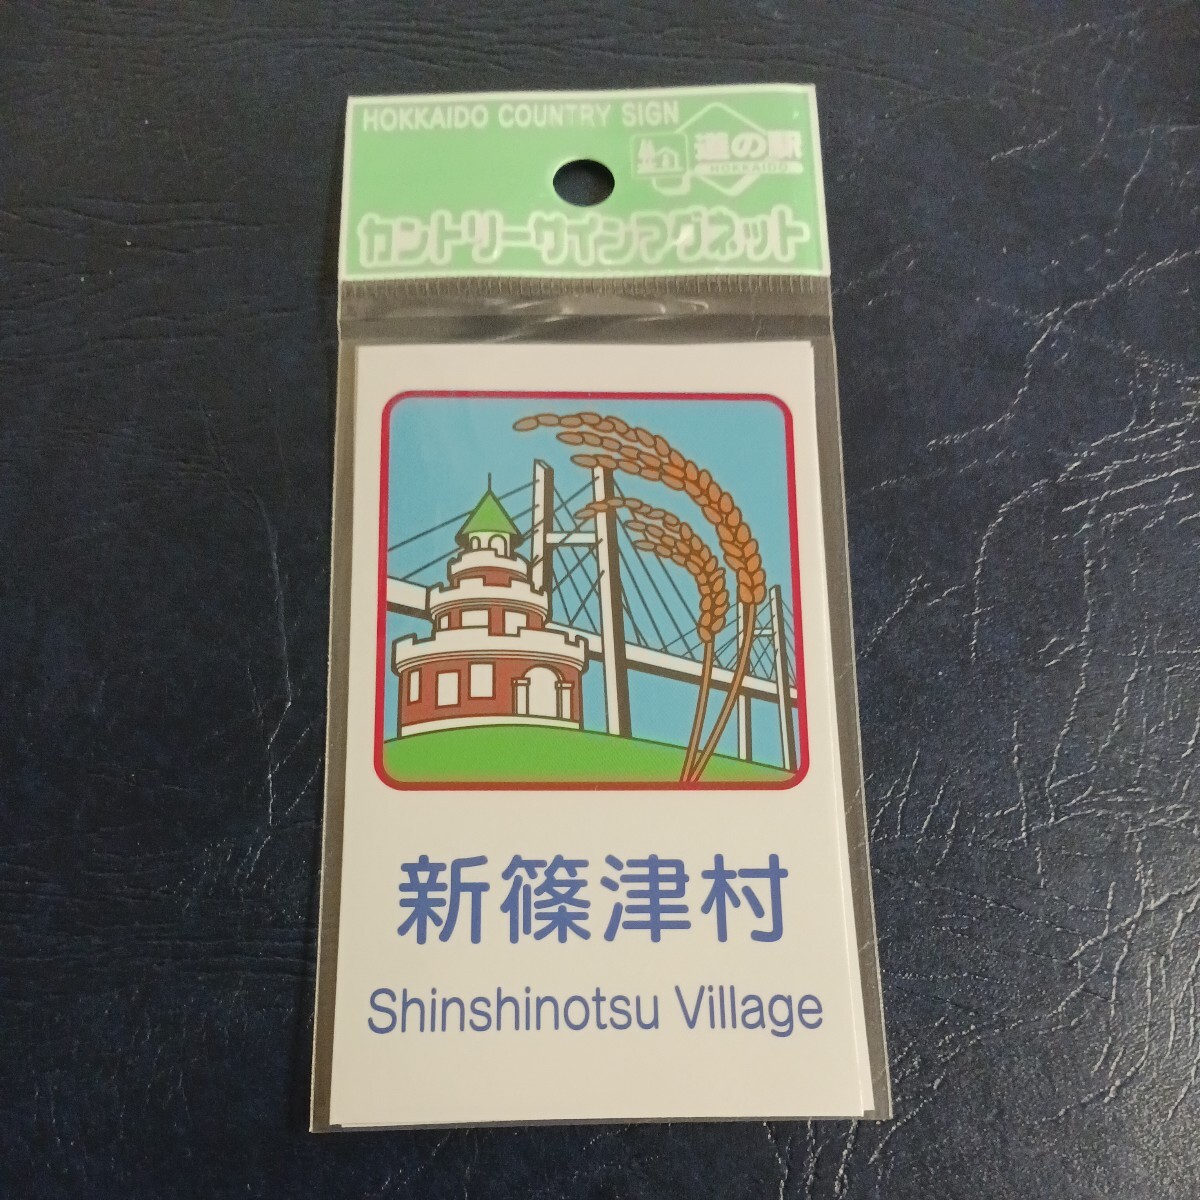 HOKKAIDO COUNTRY SIGN
道の駅
HOKKAIDO
カントリーサインマグネット
新篠津村
Shinshinotsu Village